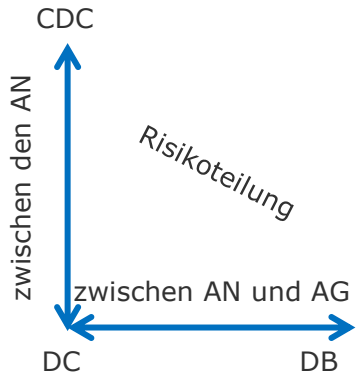 CDC
zwischen den AN
Risikoteilung
zwischen AN und AG
DC
DB